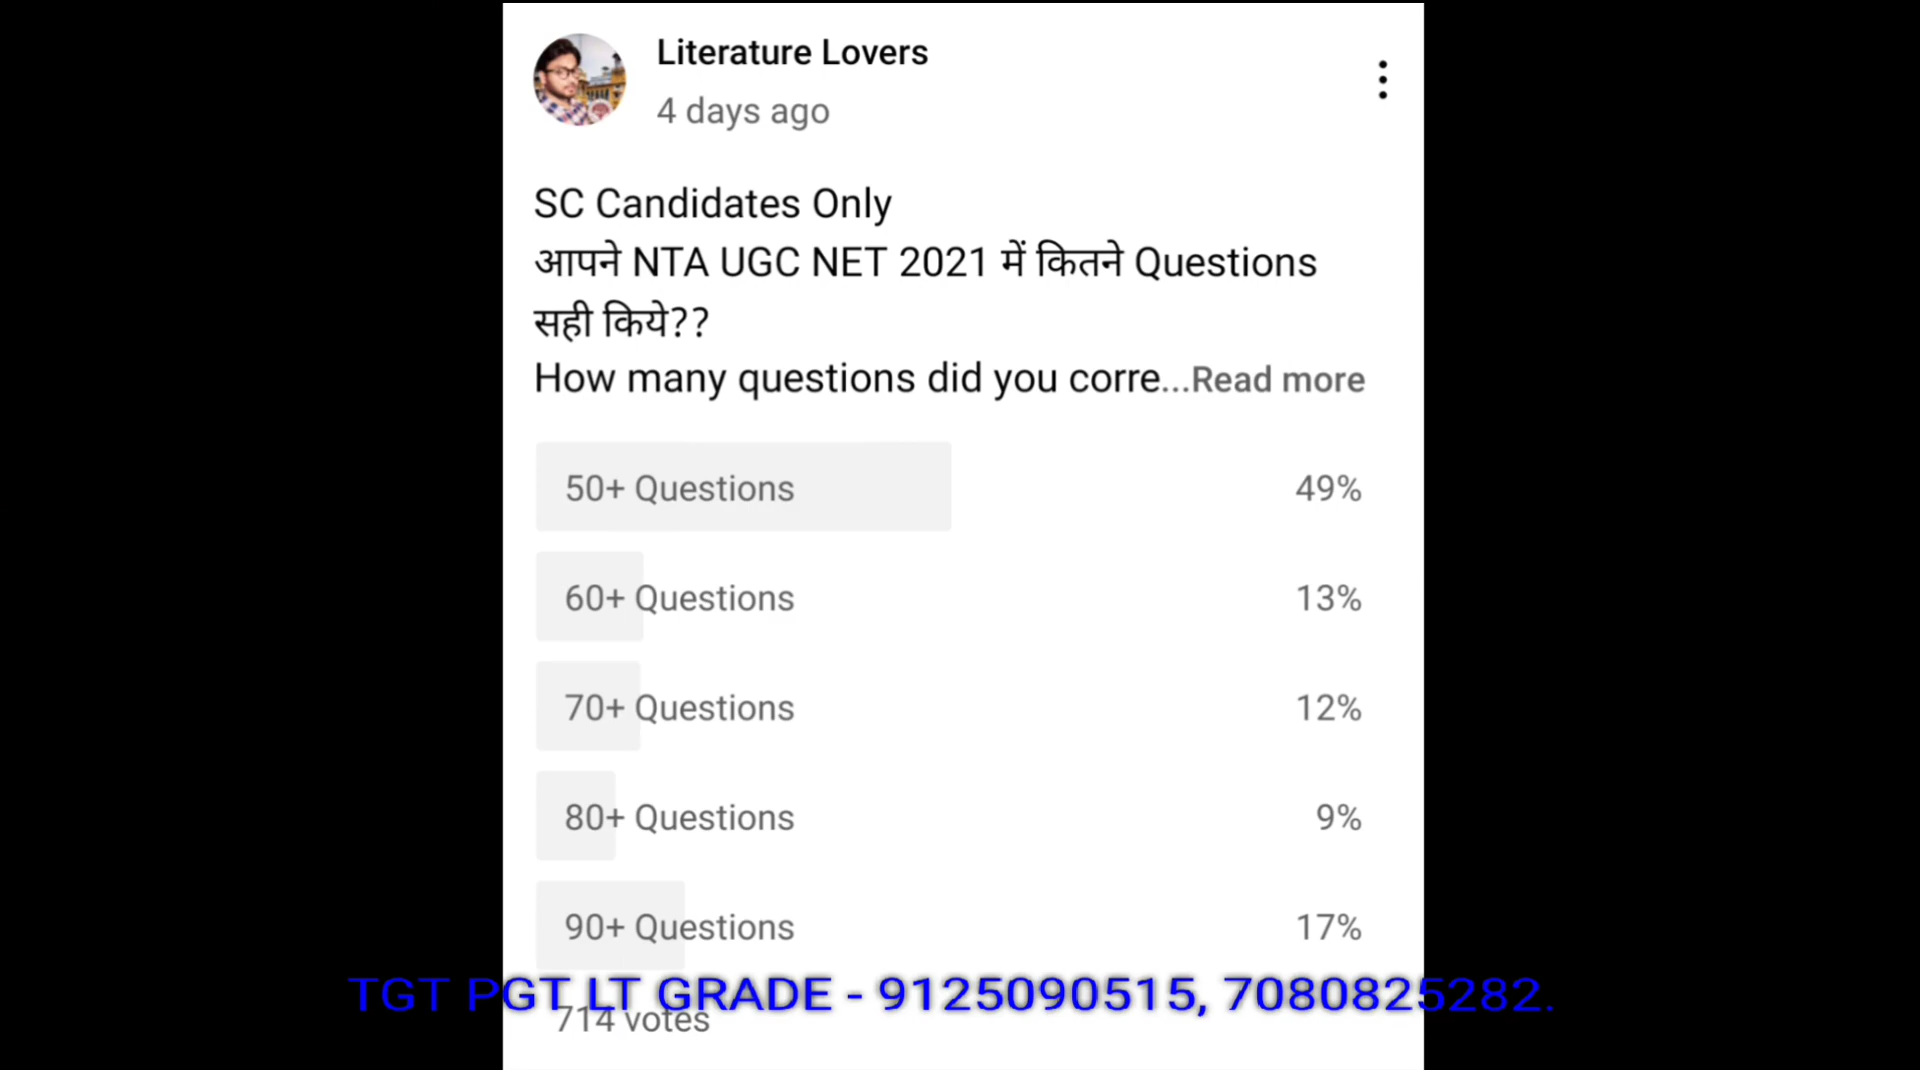 Literature Lovers
4 days ago
SC Candidates Only
आपने NTA UGC NET 2021 में कितने Questions
सही किये??
How many questions did you corre...Read more
50+ Questions 49%
60+ Questions 13%
70+ Questions 12%
80+ Questions 9%
90+ Questions 17%
TGT PGT LT GRADE - 9125090515, 7080825282.
714 votes